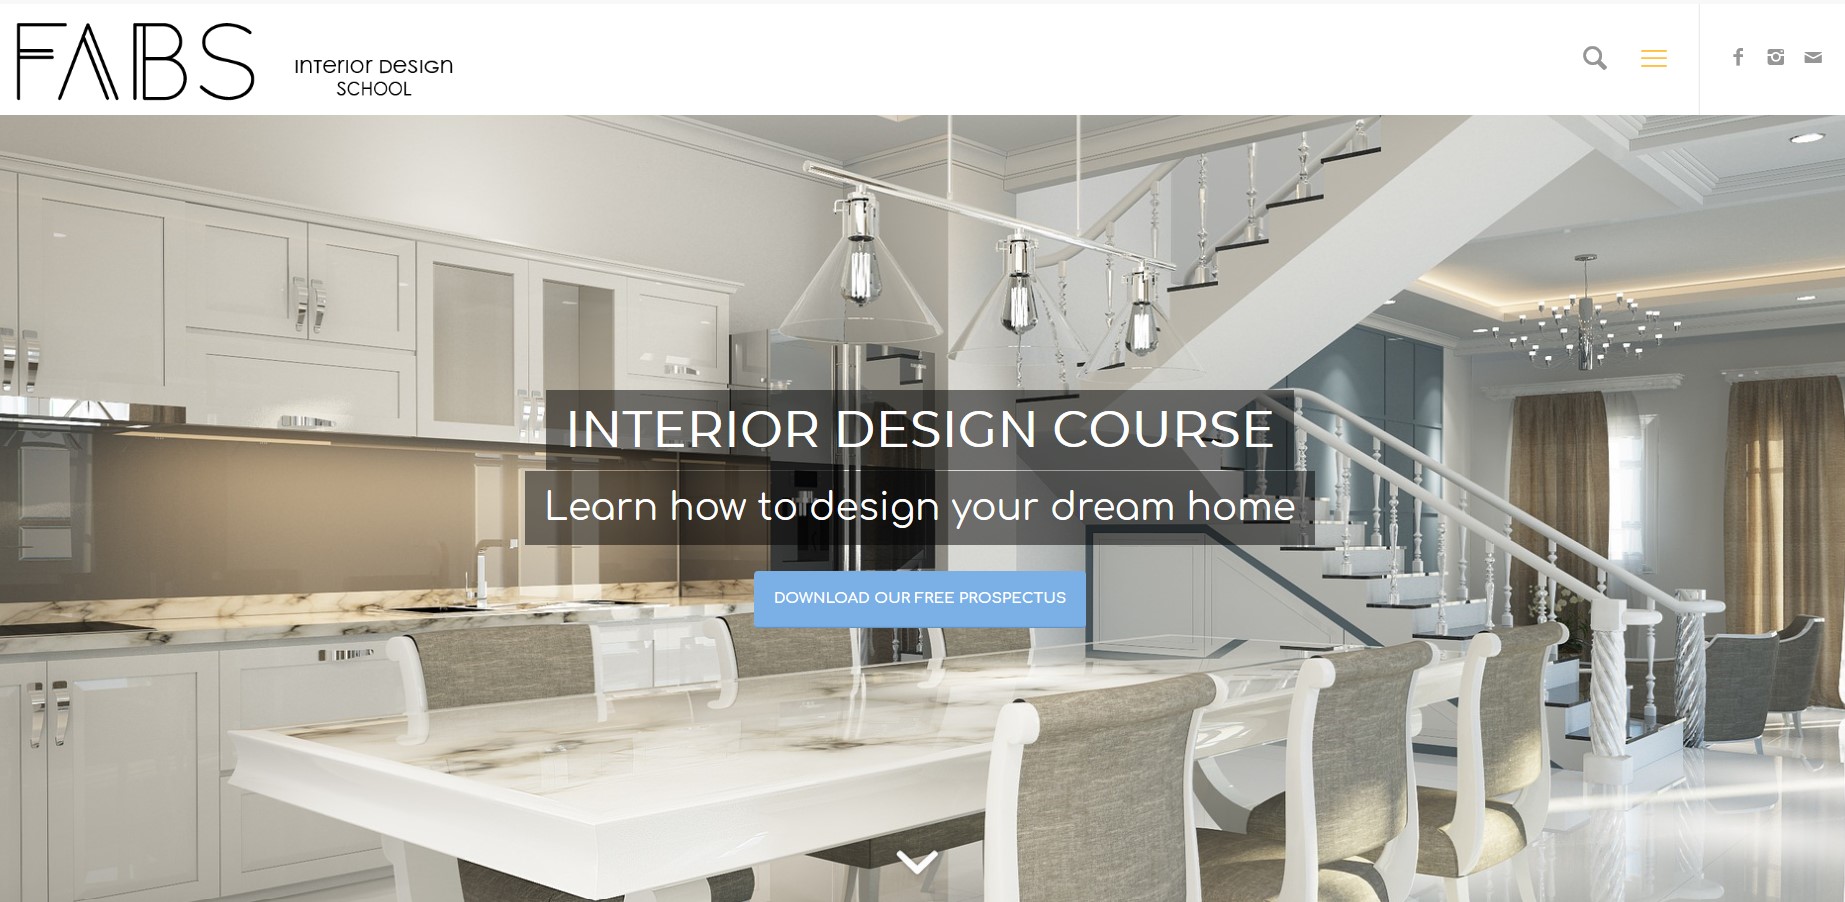 FABS
Interior Design
SCHOOL
INTERIOR DESIGN COURSE
Learn how to design your dream home
DOWNLOAD OUR FREE PROSPECTUS